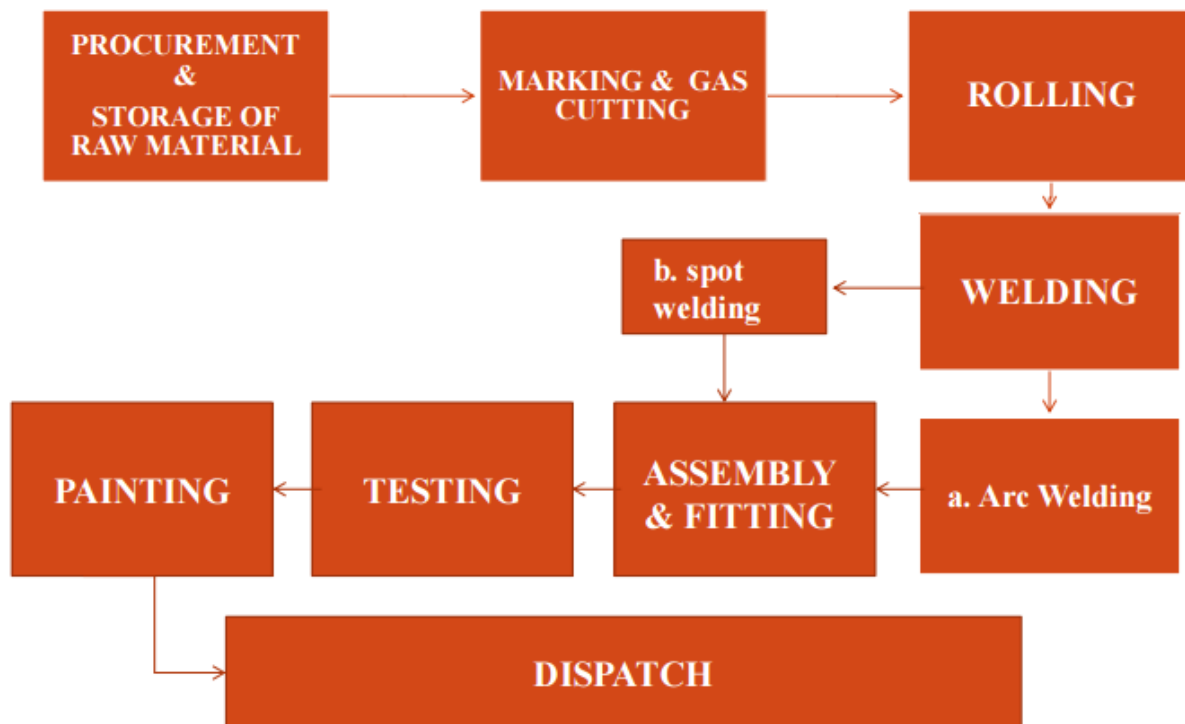 PROCUREMENT
&
STORAGE OF
RAW MATERIAL
MARKING & GAS
CUTTING
ROLLING
WELDING
b. spot
welding
a. Arc Welding
ASSEMBLY
& FITTING
TESTING
PAINTING
DISPATCH